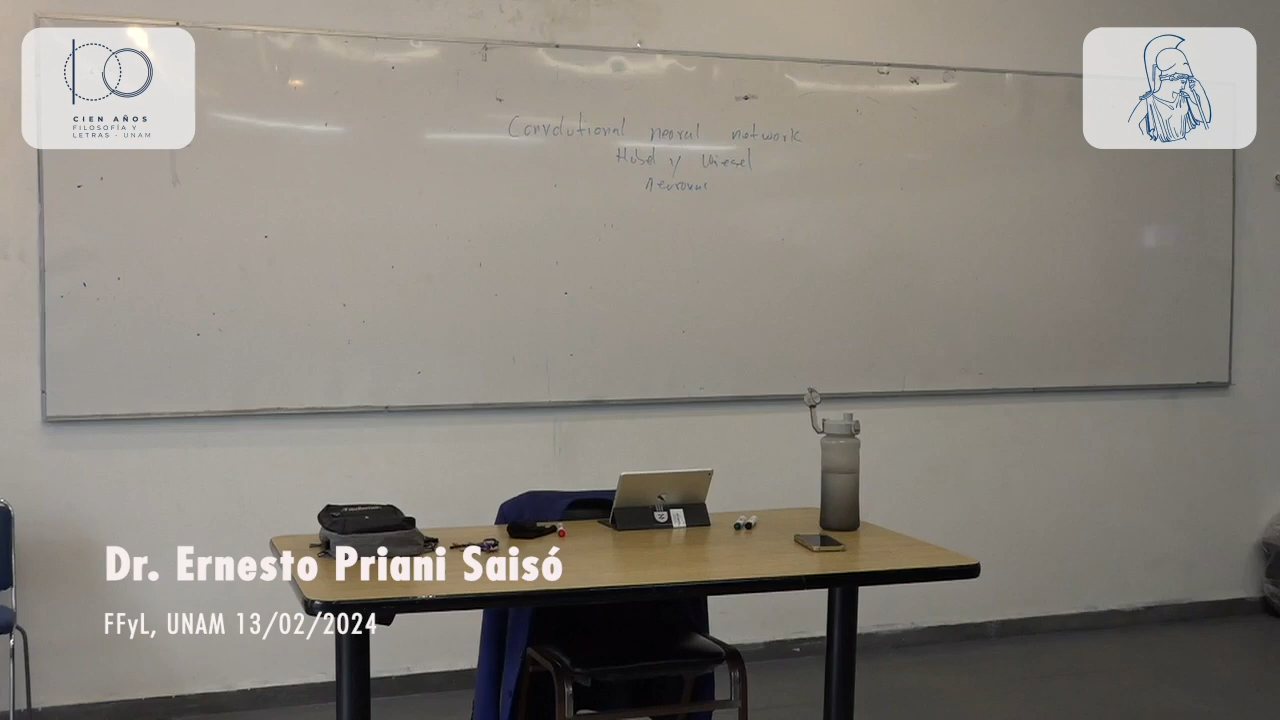 CIEN AÑOS
FILOSOFÍA Y
LETRAS - UNAM
Convolutional neural network
Hubel y Wiesel
Dr. Ernesto Priani Saisó
FFyL, UNAM 13/02/2024